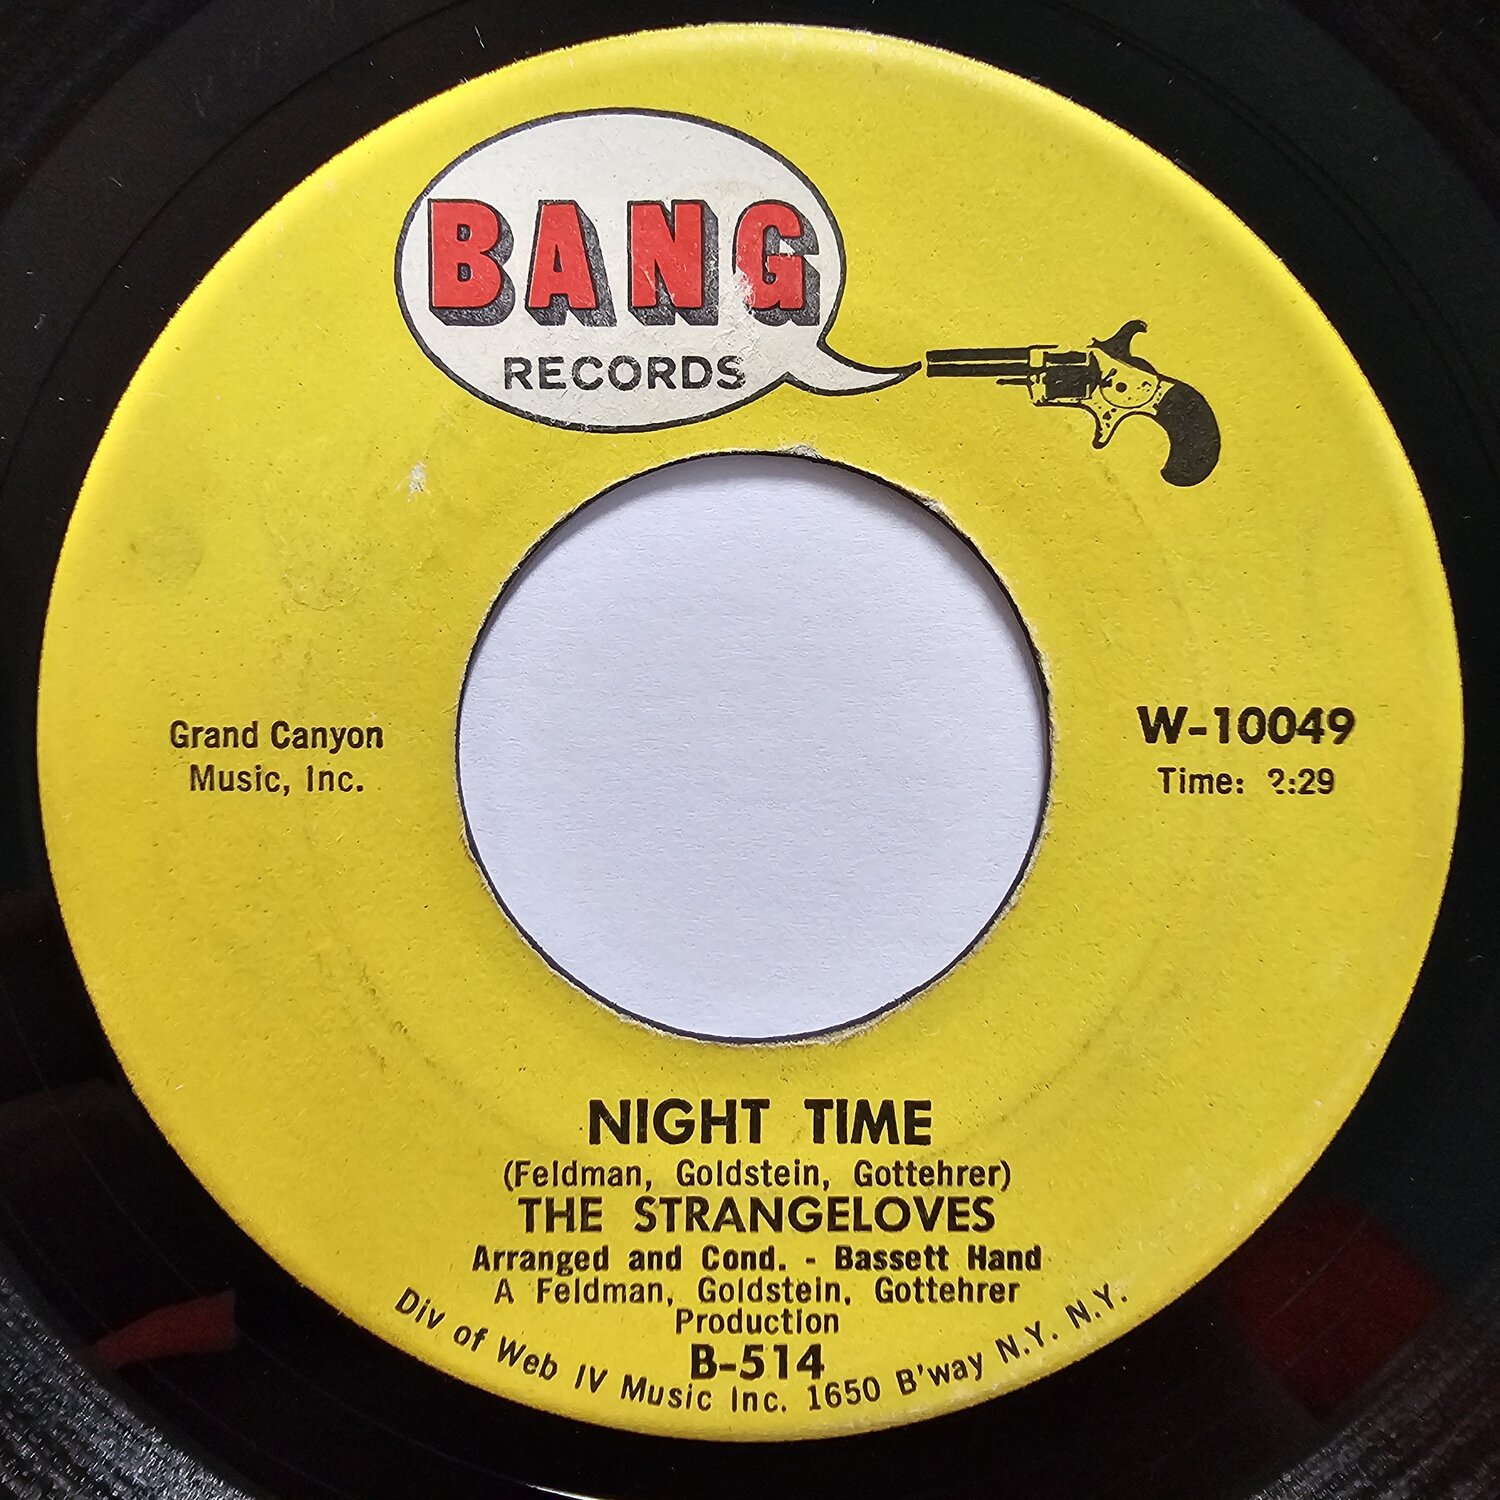 BANG
RECORDS
Grand Canyon
Music, Inc.
W-10049
Time: 2:29
NIGHT TIME
(Feldman, Goldstein, Gottehrer)
THE STRANGELOVES
Arranged and Cond. - Bassett Hand
A Feldman, Goldstein, Gottehrer
Production
B-514
Div of Web IV Music Inc. 1650 B'way N.Y. N.Y.